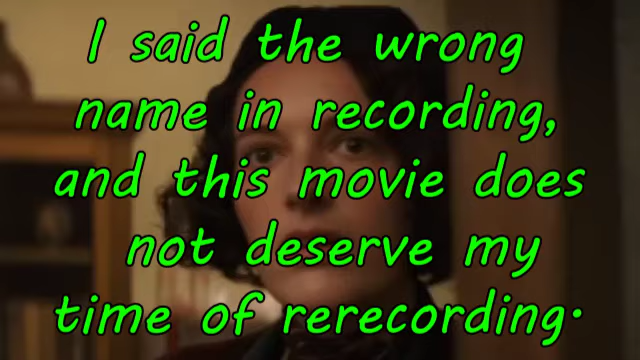 I said the wrong
name in recording,
and this movie does
not deserve my
time of rerecording.